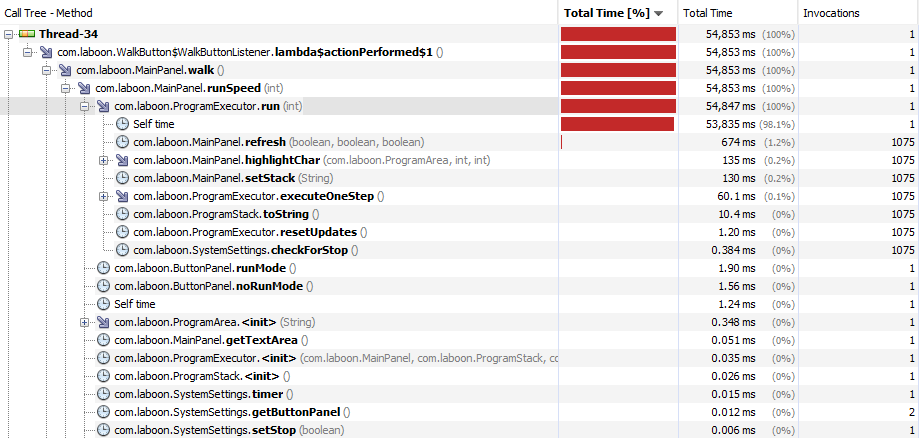 Call Tree - Method Total Time [%] Total Time Invocations
Thread-34 54,853 ms (100%) 1
com.laboon.WalkButton$WalkButtonListener.lambda$actionPerformed$1 () 54,853 ms (100%) 1
com.laboon.MainPanel.walk () 54,853 ms (100%) 1
com.laboon.MainPanel.runSpeed (int) 54,853 ms (100%) 1
com.laboon.ProgramExecutor.run (int) 54,847 ms (100%) 1
Self time 53,835 ms (98.1%) 1
com.laboon.MainPanel.refresh (boolean, boolean, boolean) 674 ms (1.2%) 1075
com.laboon.MainPanel.highlightChar (com.laboon.ProgramArea, int, int) 135 ms (0.2%) 1075
com.laboon.MainPanel.setStack (String) 130 ms (0.2%) 1075
com.laboon.ProgramExecutor.executeOneStep () 60.1 ms (0.1%) 1075
com.laboon.ProgramStack.toString () 10.4 ms (0%) 1075
com.laboon.ProgramExecutor.resetUpdates () 1.20 ms (0%) 1075
com.laboon.SystemSettings.checkForStop () 0.384 ms (0%) 1075
com.laboon.ButtonPanel.runMode () 1.90 ms (0%) 1
com.laboon.ButtonPanel.noRunMode () 1.56 ms (0%) 1
Self time 1.24 ms (0%) 1
com.laboon.ProgramArea.<init> (String) 0.348 ms (0%) 1
com.laboon.MainPanel.getTextArea () 0.051 ms (0%) 1
com.laboon.ProgramExecutor.<init> (com.laboon.MainPanel, com.laboon.ProgramStack, co 0.035 ms (0%) 1
com.laboon.ProgramStack.<init> () 0.026 ms (0%) 1
com.laboon.SystemSettings.timer () 0.015 ms (0%) 1
com.laboon.SystemSettings.getButtonPanel () 0.012 ms (0%) 2
com.laboon.SystemSettings.setStop (boolean) 0.006 ms (0%) 1